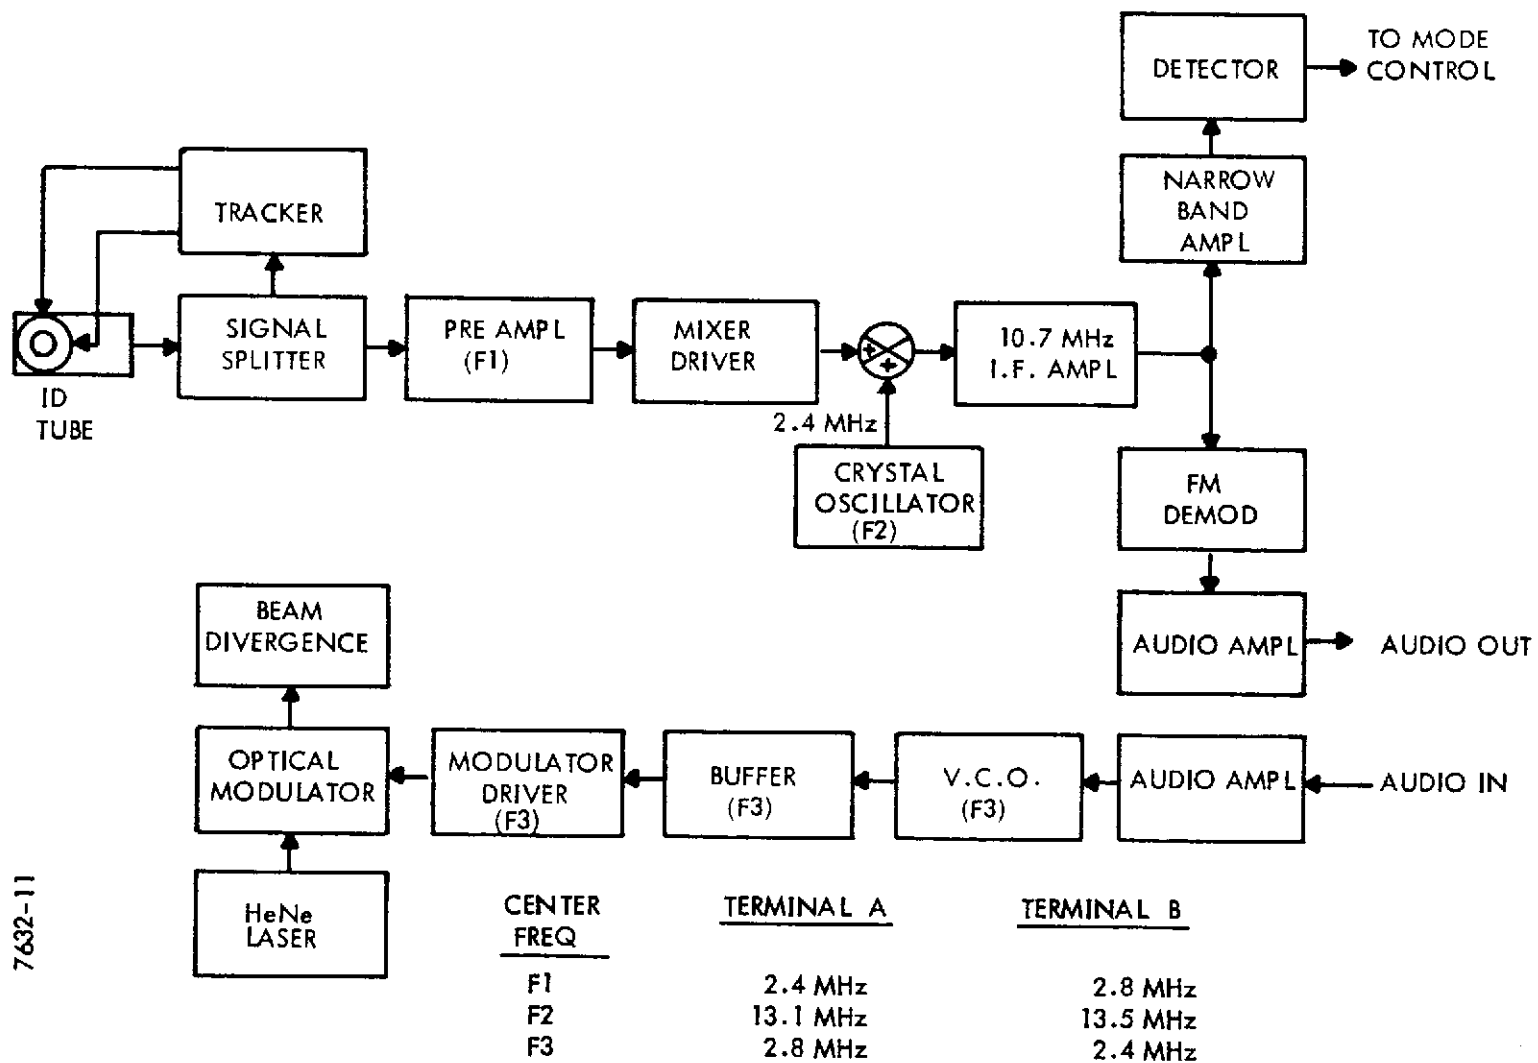 DETECTOR
TO MODE
CONTROL
NARROW
BAND
AMPL
TRACKER
SIGNAL
SPLITTER
PRE AMPL
(F1)
MIXER
DRIVER
10.7 MHz
I.F. AMPL
ID
TUBE
2.4 MHz
CRYSTAL
OSCILLATOR
(F2)
FM
DEMOD
AUDIO AMPL
AUDIO OUT
BEAM
DIVERGENCE
OPTICAL
MODULATOR
MODULATOR
DRIVER
(F3)
BUFFER
(F3)
V.C.O.
(F3)
AUDIO AMPL
AUDIO IN
HeNe
LASER
7632-11
CENTER
FREQ
TERMINAL A
TERMINAL B
F1 2.4 MHz 2.8 MHz
F2 13.1 MHz 13.5 MHz
F3 2.8 MHz 2.4 MHz